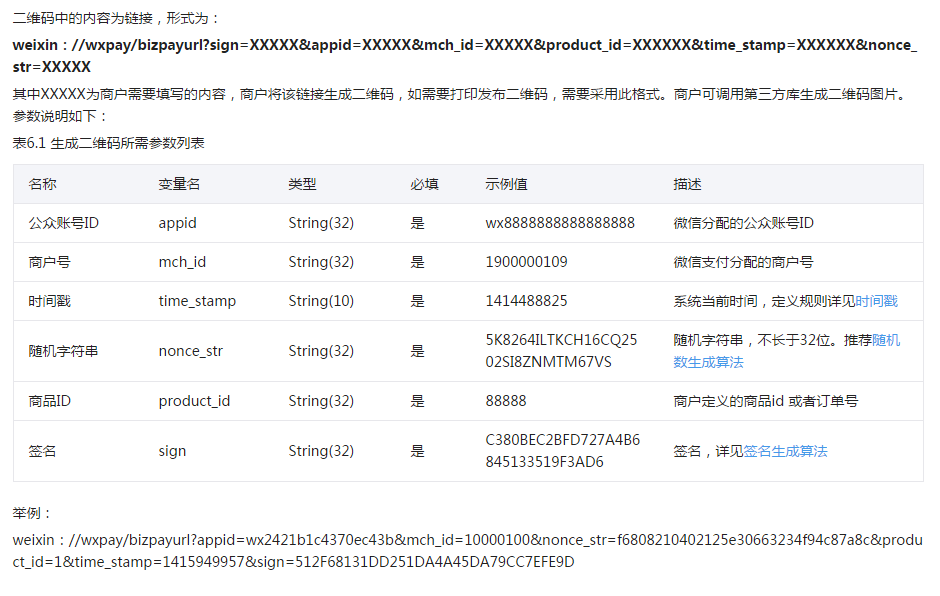 二维码中的内容为链接，形式为：
weixin：//wxpay/bizpayurl?sign=XXXXX&appid=XXXXX&mch_id=XXXXX&product_id=XXXXXX&time_stamp=XXXXXX&nonce_
str=XXXXX
其中XXXXX为商户需要填写的内容，商户将该链接生成二维码，如需要打印发布二维码，需要采用此格式。商户可调用第三方库生成二维码图片。
参数说明如下：
表6.1 生成二维码所需参数列表
名称 变量名 类型 必填 示例值 描述
公众账号ID appid String(32) 是 wx8888888888888888 微信分配的公众账号ID
商户号 mch_id String(32) 是 1900000109 微信支付分配的商户号
时间戳 time_stamp String(10) 是 1414488825 系统当前时间，定义规则详见时间戳
随机字符串 nonce_str String(32) 是 5K8264ILTKCH16CQ25
02SI8ZNMTM67VS 随机字符串，不长于32位。推荐随机
数生成算法
商品ID product_id String(32) 是 88888 商户定义的商品id 或者订单号
签名 sign String(32) 是 C380BEC2BFD727A4B6
845133519F3AD6 签名，详见签名生成算法
举例：
weixin：//wxpay/bizpayurl?appid=wx2421b1c4370ec43b&mch_id=10000100&nonce_str=f6808210402125e30663234f94c87a8c&produ
ct_id=1&time_stamp=1415949957&sign=512F68131DD251DA4A45DA79CC7EFE9D